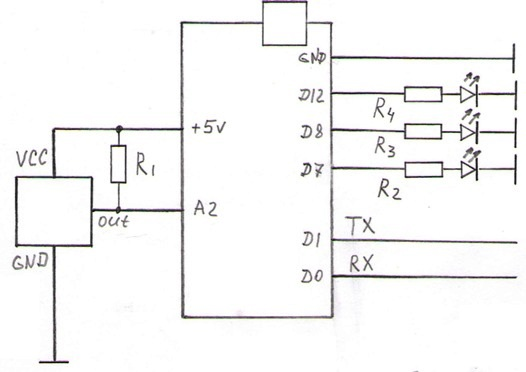 GND
D12
R4
+5v
D8
R3
VCC
R1
D7
R2
out
A2
GND
D1
TX
D0
RX